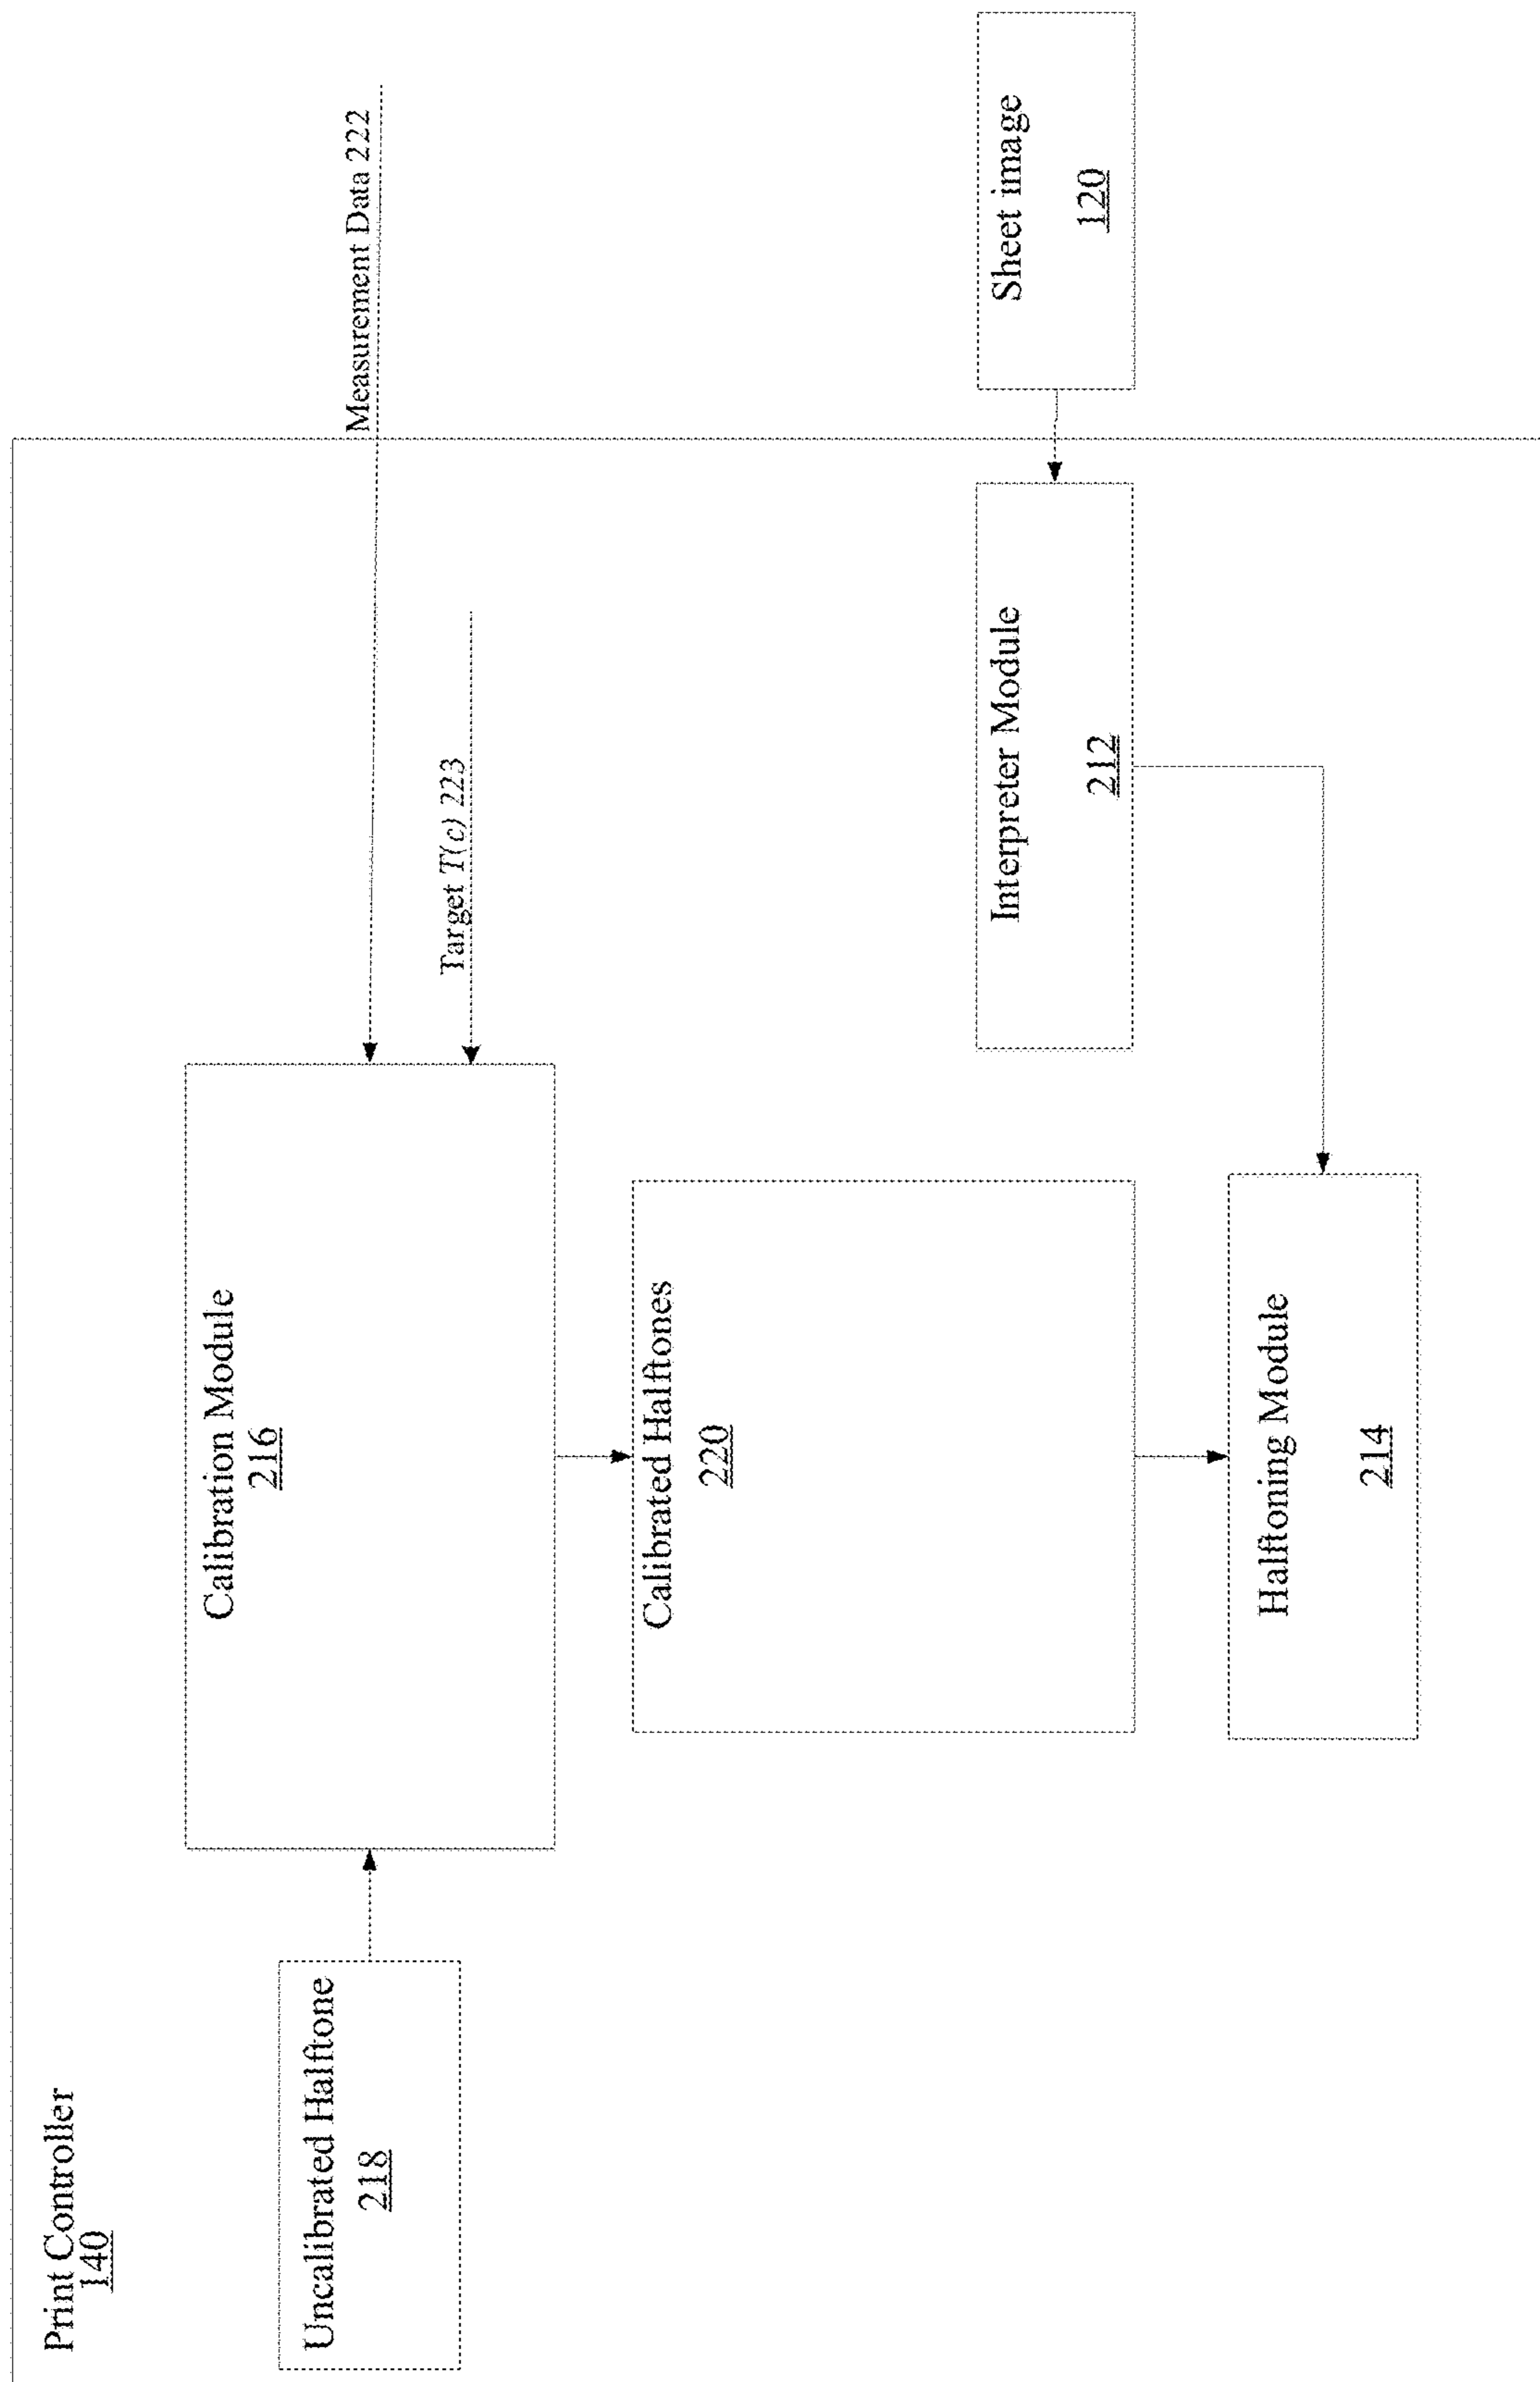 Print Controller
140
Uncalibrated Halftone
218
Calibration Module
216
Measurement Data 222
Target T(c) 223
Calibrated Halftones
220
Interpreter Module
212
Sheet image
120
Halftoning Module
214